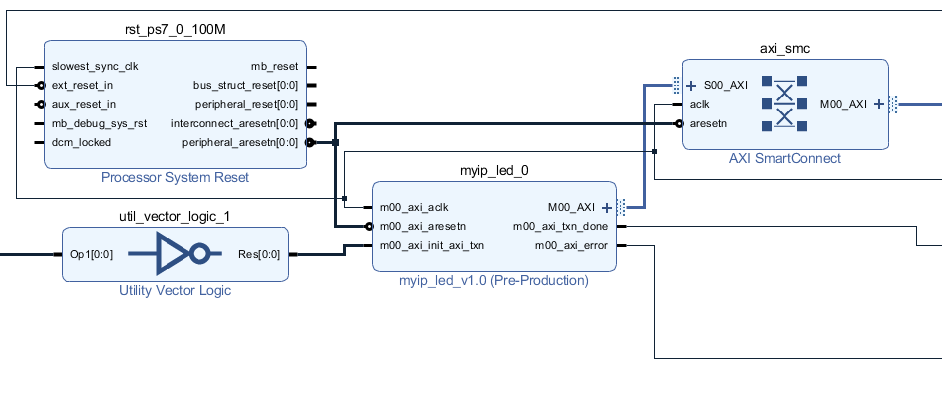 rst_ps7_0_100M
slowest_sync_clk
ext_reset_in
aux_reset_in
mb_debug_sys_rst
dcm_locked
mb_reset
bus_struct_reset[0:0]
peripheral_reset[0:0]
interconnect_aresetn[0:0]
peripheral_aresetn[0:0]
Processor System Reset
axi_smc
S00_AXI
aclk
aresetn
M00_AXI
AXI SmartConnect
myip_led_0
m00_axi_aclk
m00_axi_aresetn
m00_axi_init_axi_txn
M00_AXI
m00_axi_txn_done
m00_axi_error
myip_led_v1.0 (Pre-Production)
util_vector_logic_1
Op1[0:0]
Res[0:0]
Utility Vector Logic